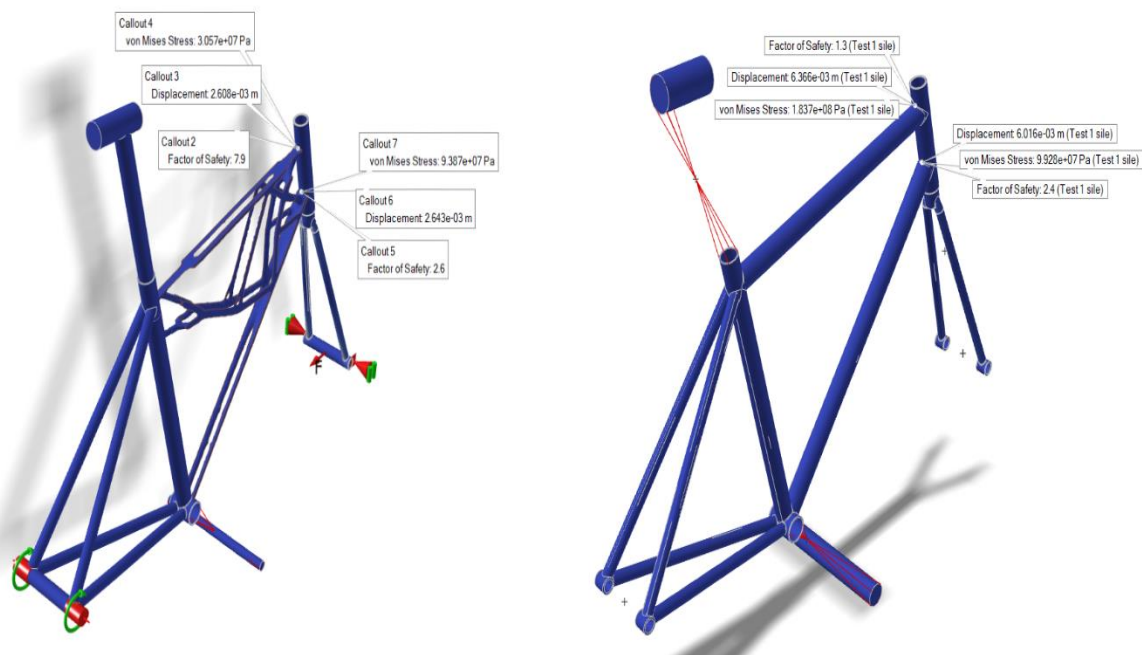 Callout 4
von Mises Stress: 3.057e+07 Pa
Callout 3
Displacement: 2.608e-03 m
Callout 2
Factor of Safety: 7.9
Callout 7
von Mises Stress: 9.387e+07 Pa
Callout 6
Displacement: 2.643e-03 m
Callout 5
Factor of Safety: 2.6
F
Factor of Safety: 1.3 (Test 1 sile)
Displacement: 6.366e-03 m (Test 1 sile)
von Mises Stress: 1.837e+08 Pa (Test 1 sile)
Displacement: 6.016e-03 m (Test 1 sile)
von Mises Stress: 9.928e+07 Pa (Test 1 sile)
Factor of Safety: 2.4 (Test 1 sile)